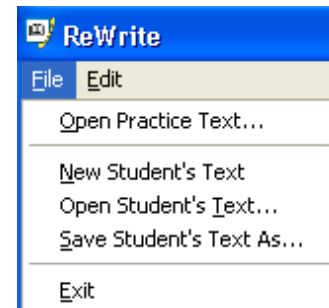 ReWrite
File Edit
Open Practice Text...
New Student's Text
Open Student's Text...
Save Student's Text As...
Exit